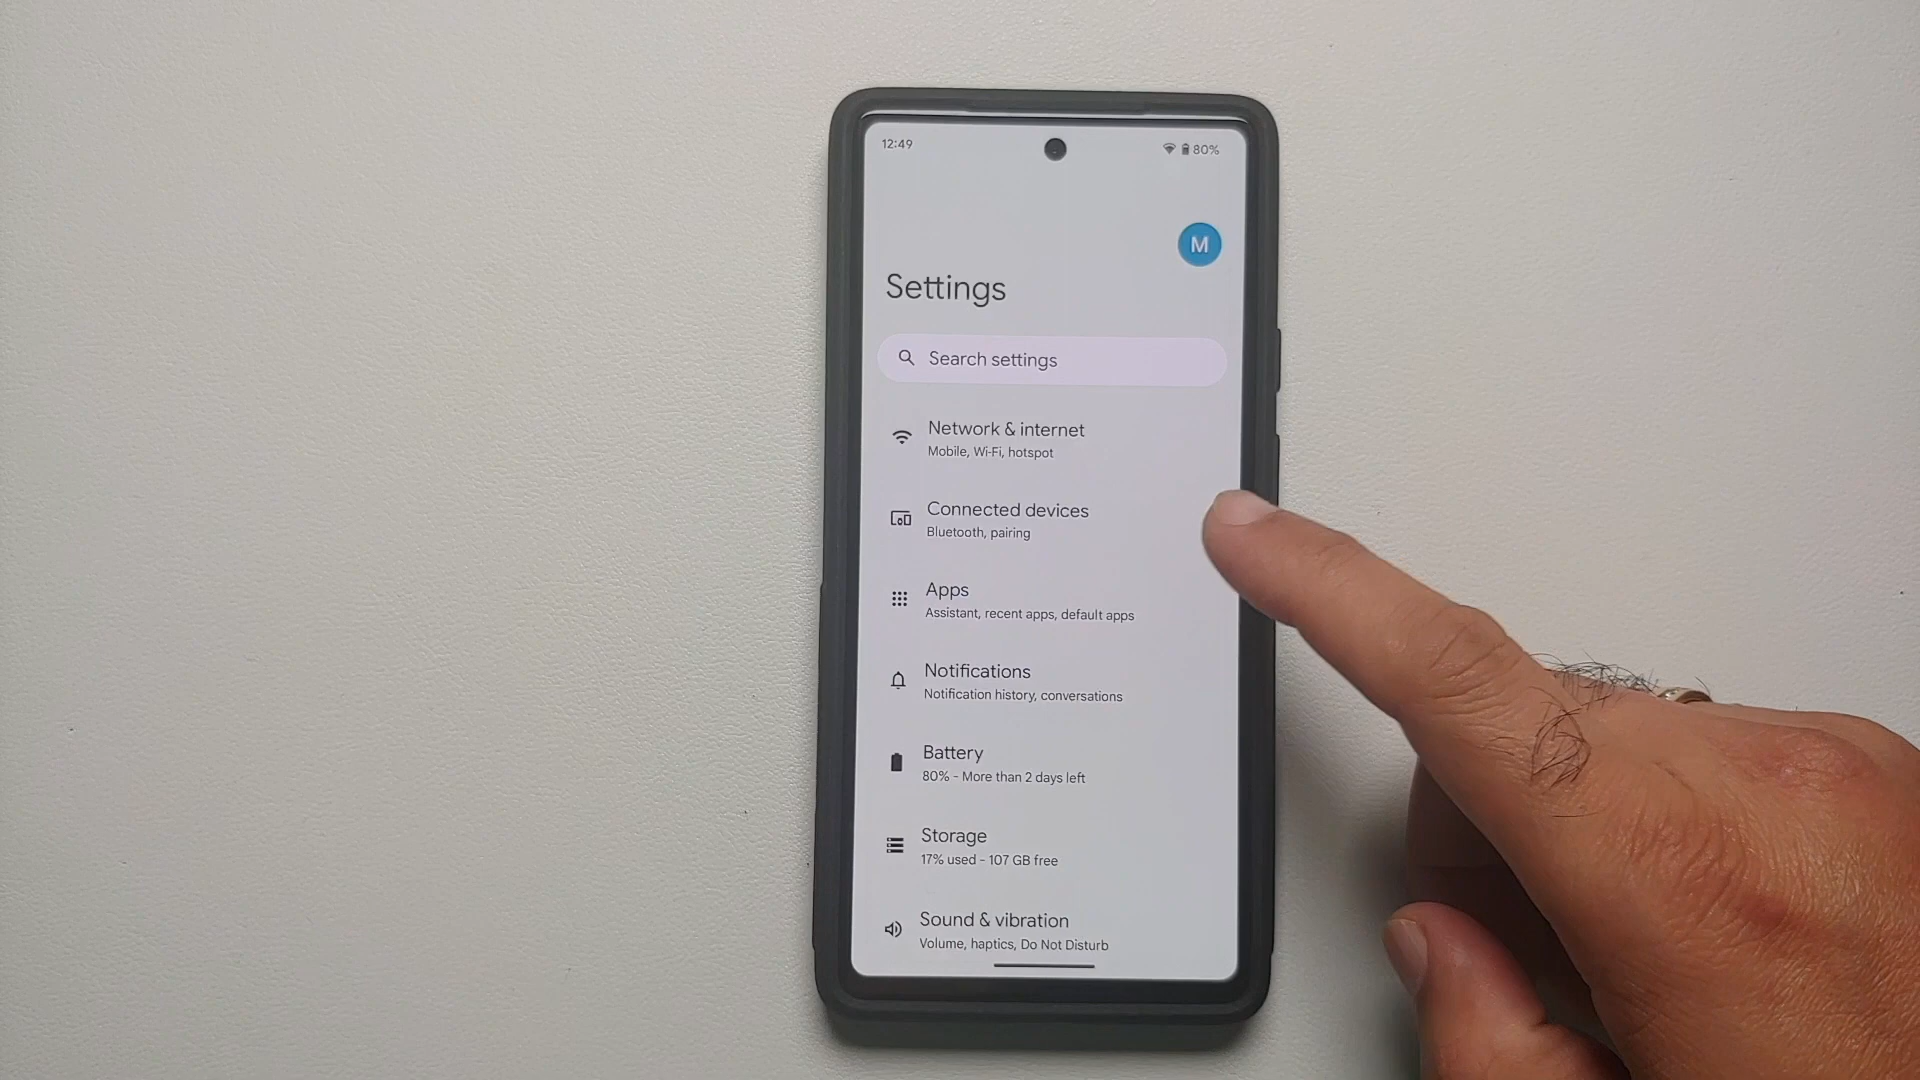 12:49
80%
M
Settings
Search settings
Network & internet
Mobile, Wi-Fi, hotspot
Connected devices
Bluetooth, pairing
Apps
Assistant, recent apps, default apps
Notifications
Notification history, conversations
Battery
80% - More than 2 days left
Storage
17% used - 107 GB free
Sound & vibration
Volume, haptics, Do Not Disturb